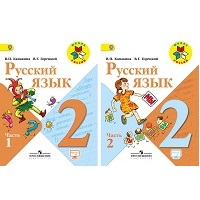 В.П. Канакина В.Г. Горецкий
Русский
язык
Часть
1
2
В.П. Канакина В.Г. Горецкий
Русский
язык
Часть
2
2